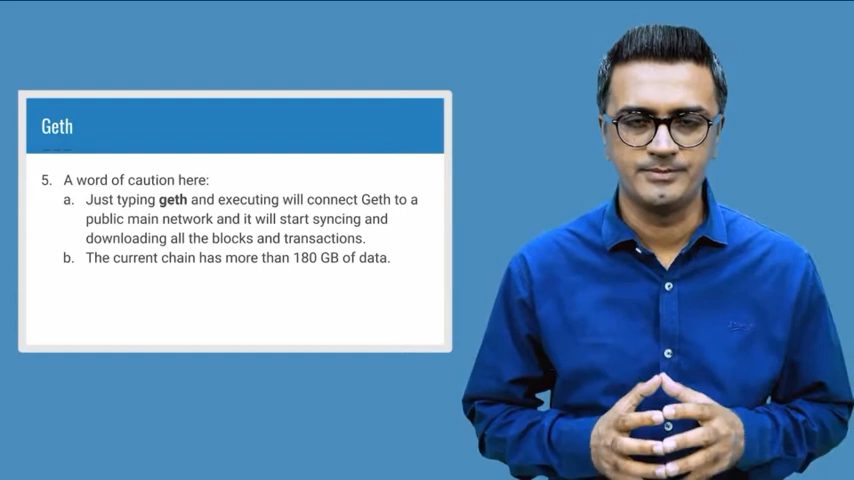 Geth
5. A word of caution here:
a. Just typing geth and executing will connect Geth to a
public main network and it will start syncing and
downloading all the blocks and transactions.
b. The current chain has more than 180 GB of data.